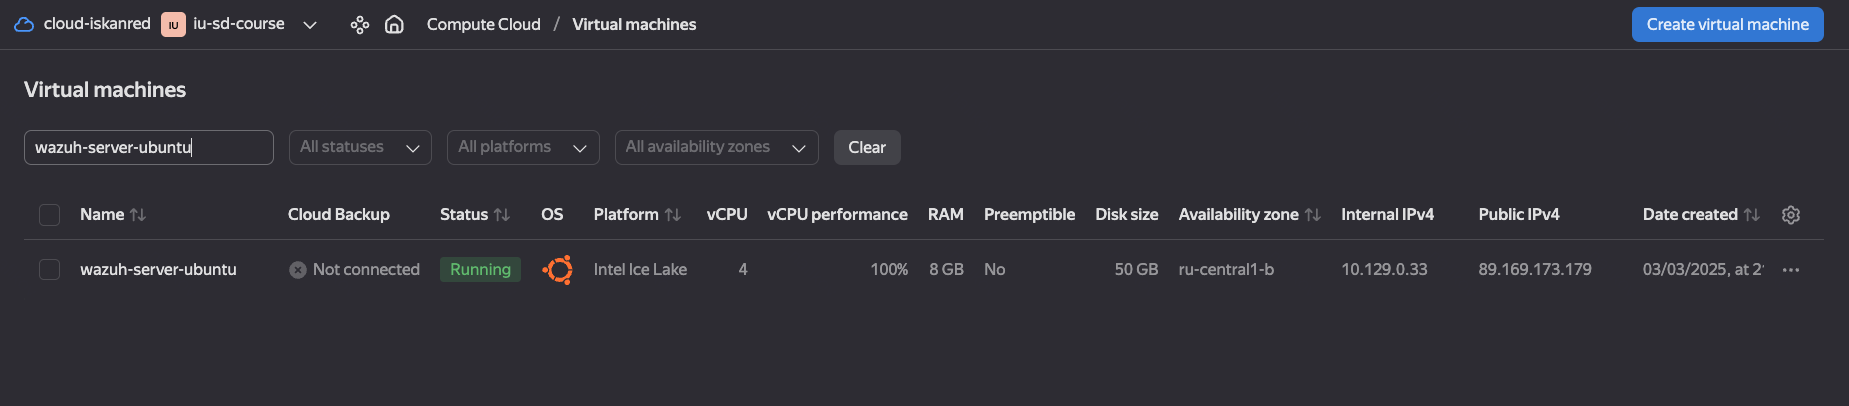 cloud-iskanred IU iu-sd-course Compute Cloud / Virtual machines Create virtual machine
Virtual machines
wazuh-server-ubuntu All statuses All platforms All availability zones Clear
Name Cloud Backup Status OS Platform vCPU vCPU performance RAM Preemptible Disk size Availability zone Internal IPv4 Public IPv4 Date created
wazuh-server-ubuntu Not connected Running Intel Ice Lake 4 100% 8 GB No 50 GB ru-central1-b 10.129.0.33 89.169.173.179 03/03/2025, at 2